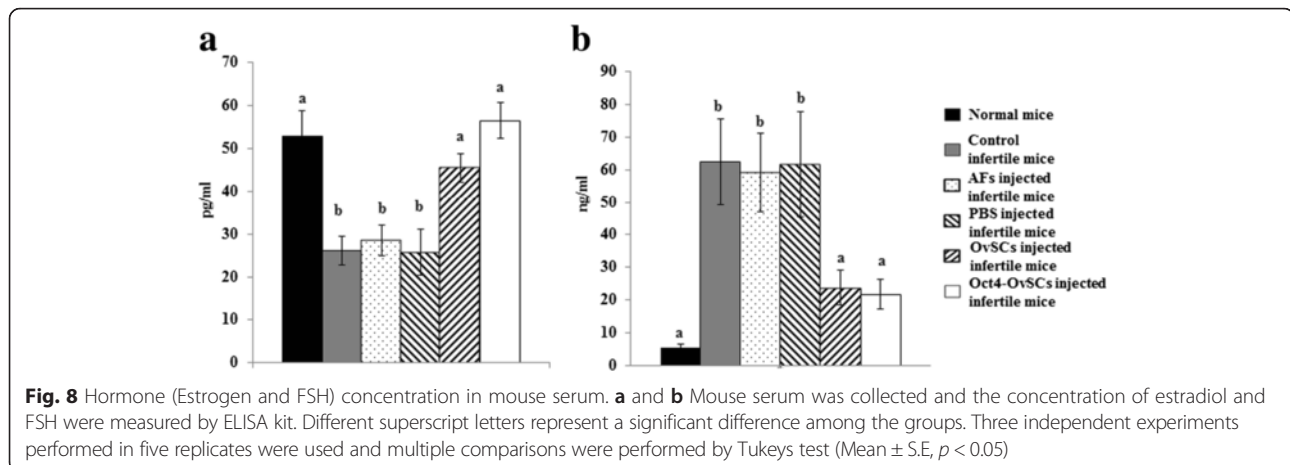 a
70
60
50
40
30
20
10
0
pg/ml
a
b
b
b
a
a
b
90
80
70
60
50
40
30
20
10
0
ng/ml
a
b
b
b
a
a
Normal mice
Control
infertile mice
AFs injected
infertile mice
PBS injected
infertile mice
OvSCs injected
infertile mice
Oct4-OvSCs injected
infertile mice
Fig. 8 Hormone (Estrogen and FSH) concentration in mouse serum. a and b Mouse serum was collected and the concentration of estradiol and
FSH were measured by ELISA kit. Different superscript letters represent a significant difference among the groups. Three independent experiments
performed in five replicates were used and multiple comparisons were performed by Tukeys test (Mean ± S.E, p < 0.05)